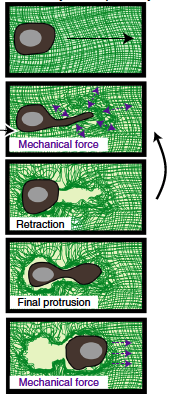 Mechanical force
Retraction
Final protrusion
Mechanical force